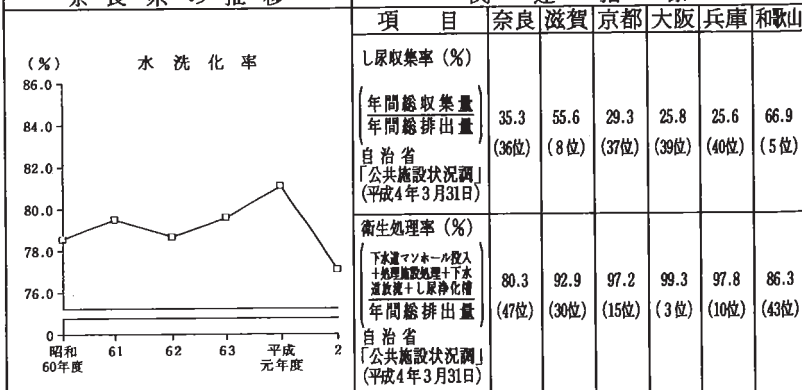 奈良県の推移
(%) 水洗化率
86.0
84.0
82.0
80.0
78.0
76.0
0
昭和 61 62 63 平成 2
60年度 元年度
項目 奈良 滋賀 京都 大阪 兵庫 和歌山
し尿収集率(%)
年間総収集量
年間総排出量
35.3 55.6 29.3 25.8 25.6 66.9
(36位) (8位) (37位) (39位) (40位) (5位)
自治省
「公共施設状況調」
(平成4年3月31日)
衛生処理率(%)
下水道マンホール投入
+処理施設処理+下水
道放流+し尿浄化槽
年間総排出量
80.3 92.9 97.2 99.3 97.8 86.3
(47位) (30位) (15位) (3位) (10位) (43位)
自治省
「公共施設状況調」
(平成4年3月31日)